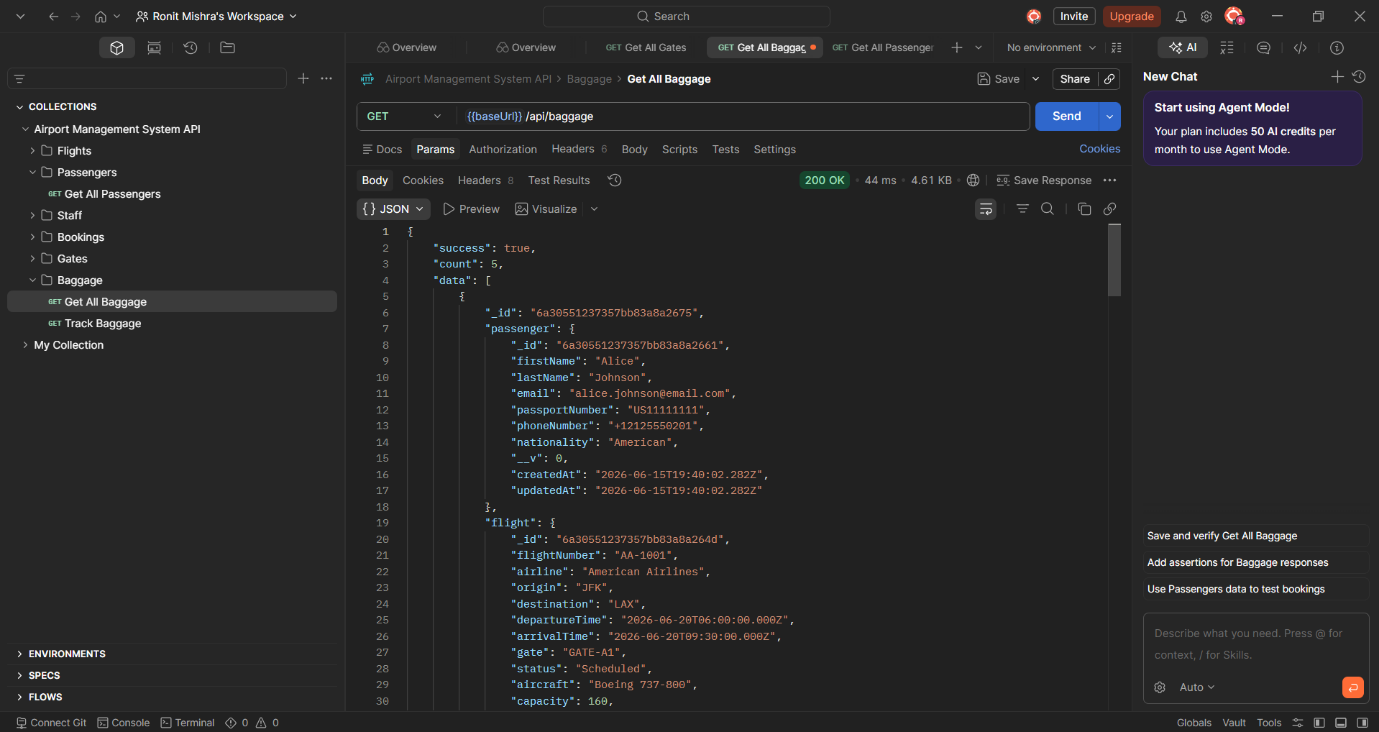 Ronit Mishra's Workspace
Search
Invite
Upgrade
Overview
Overview
GET Get All Gates
GET Get All Baggag
GET Get All Passenger
No environment
AI
COLLECTIONS
Airport Management System API
Flights
Passengers
GET Get All Passengers
Staff
Bookings
Gates
Baggage
GET Get All Baggage
GET Track Baggage
My Collection
ENVIRONMENTS
SPECS
FLOWS
HTTP Airport Management System API > Baggage > Get All Baggage
Save
Share
GET {{baseUrl}} /api/baggage
Send
Docs Params Authorization Headers 6 Body Scripts Tests Settings
Cookies
Body Cookies Headers 8 Test Results
200 OK • 44 ms • 4.61 KB
e.g. Save Response
{ } JSON Preview Visualize
1 {
2 "success": true,
3 "count": 5,
4 "data": [
5 {
6 "_id": "6a30551237357bb83a8a2675",
7 "passenger": {
8 "_id": "6a30551237357bb83a8a2661",
9 "firstName": "Alice",
10 "lastName": "Johnson",
11 "email": "alice.johnson@email.com",
12 "passportNumber": "US11111111",
13 "phoneNumber": "+12125550201",
14 "nationality": "American",
15 "__v": 0,
16 "createdAt": "2026-06-15T19:40:02.282Z",
17 "updatedAt": "2026-06-15T19:40:02.282Z"
18 },
19 "flight": {
20 "_id": "6a30551237357bb83a8a264d",
21 "flightNumber": "AA-1001",
22 "airline": "American Airlines",
23 "origin": "JFK",
24 "destination": "LAX",
25 "departureTime": "2026-06-20T06:00:00.000Z",
26 "arrivalTime": "2026-06-20T09:30:00.000Z",
27 "gate": "GATE-A1",
28 "status": "Scheduled",
29 "aircraft": "Boeing 737-800",
30 "capacity": 160,
New Chat
Start using Agent Mode!
Your plan includes 50 AI credits per
month to use Agent Mode.
Save and verify Get All Baggage
Add assertions for Baggage responses
Use Passengers data to test bookings
Describe what you need. Press @ for
context, / for Skills.
Auto
Connect Git Console Terminal 0 0
Globals Vault Tools